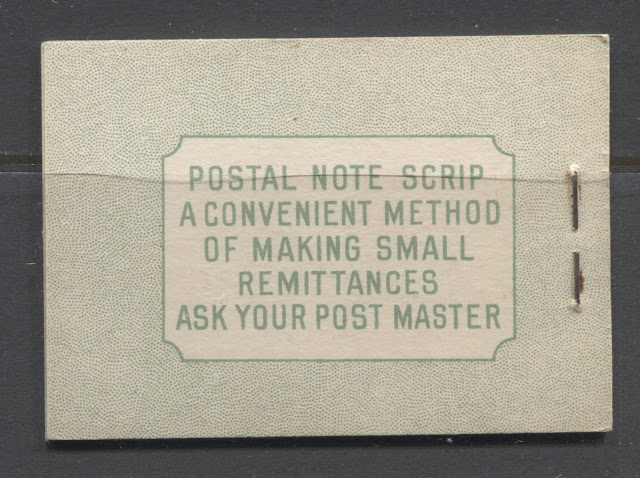 POSTAL NOTE SCRIP
A CONVENIENT METHOD
OF MAKING SMALL
REMITTANCES
ASK YOUR POST MASTER